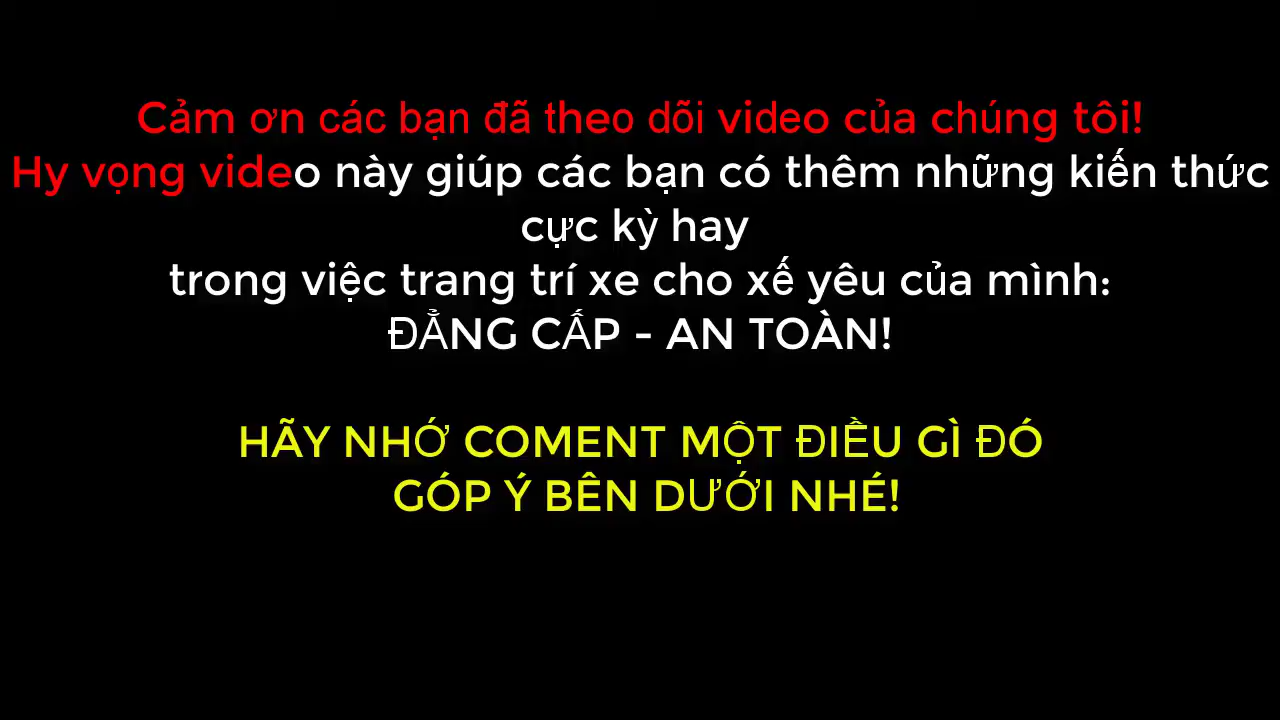 Cảm ơn các bạn đã theo dõi video của chúng tôi!
Hy vọng video này giúp các bạn có thêm những kiến thức
cực kỳ hay
trong việc trang trí xe cho xế yêu của mình:
ĐẲNG CẤP - AN TOÀN!
HÃY NHỚ COMENT MỘT ĐIỀU GÌ ĐÓ
GÓP Ý BÊN DƯỚI NHÉ!